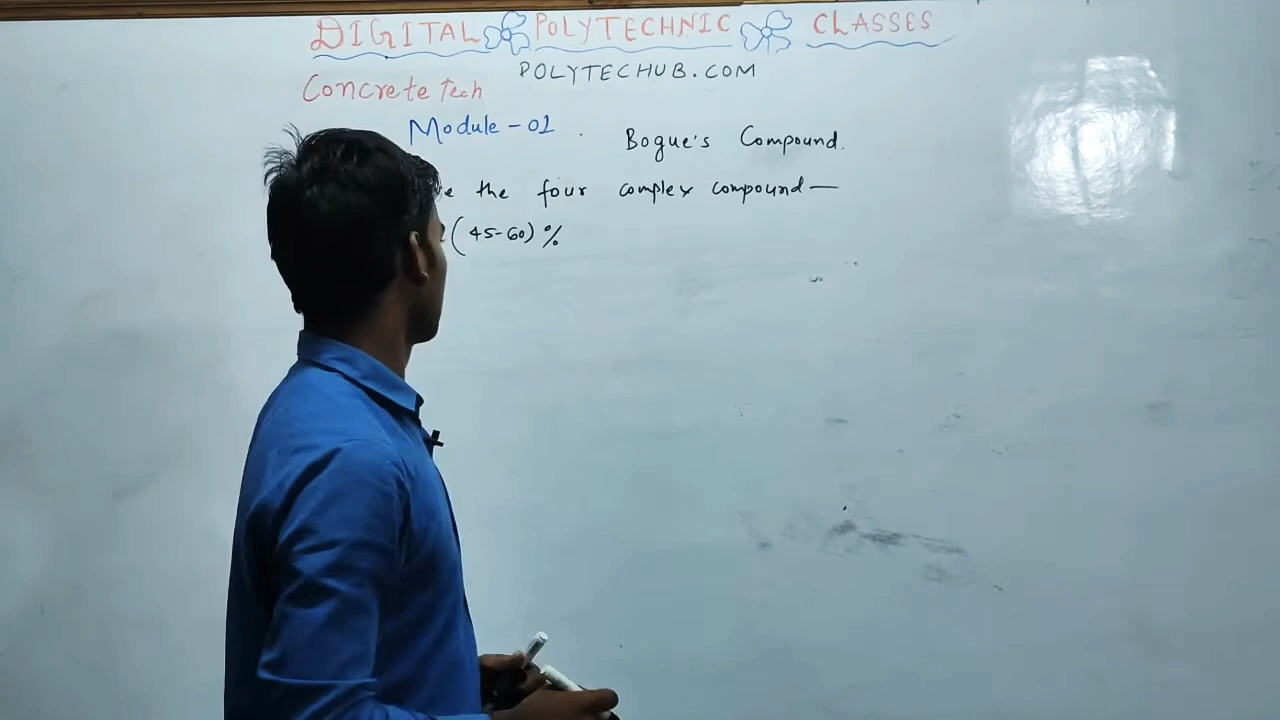 DIGITAL POLYTECHNIC CLASSES
POLYTECHUB.COM
Concrete Tech
Module-01. Bogue's Compound.
the four complex compound—
(45-60)%